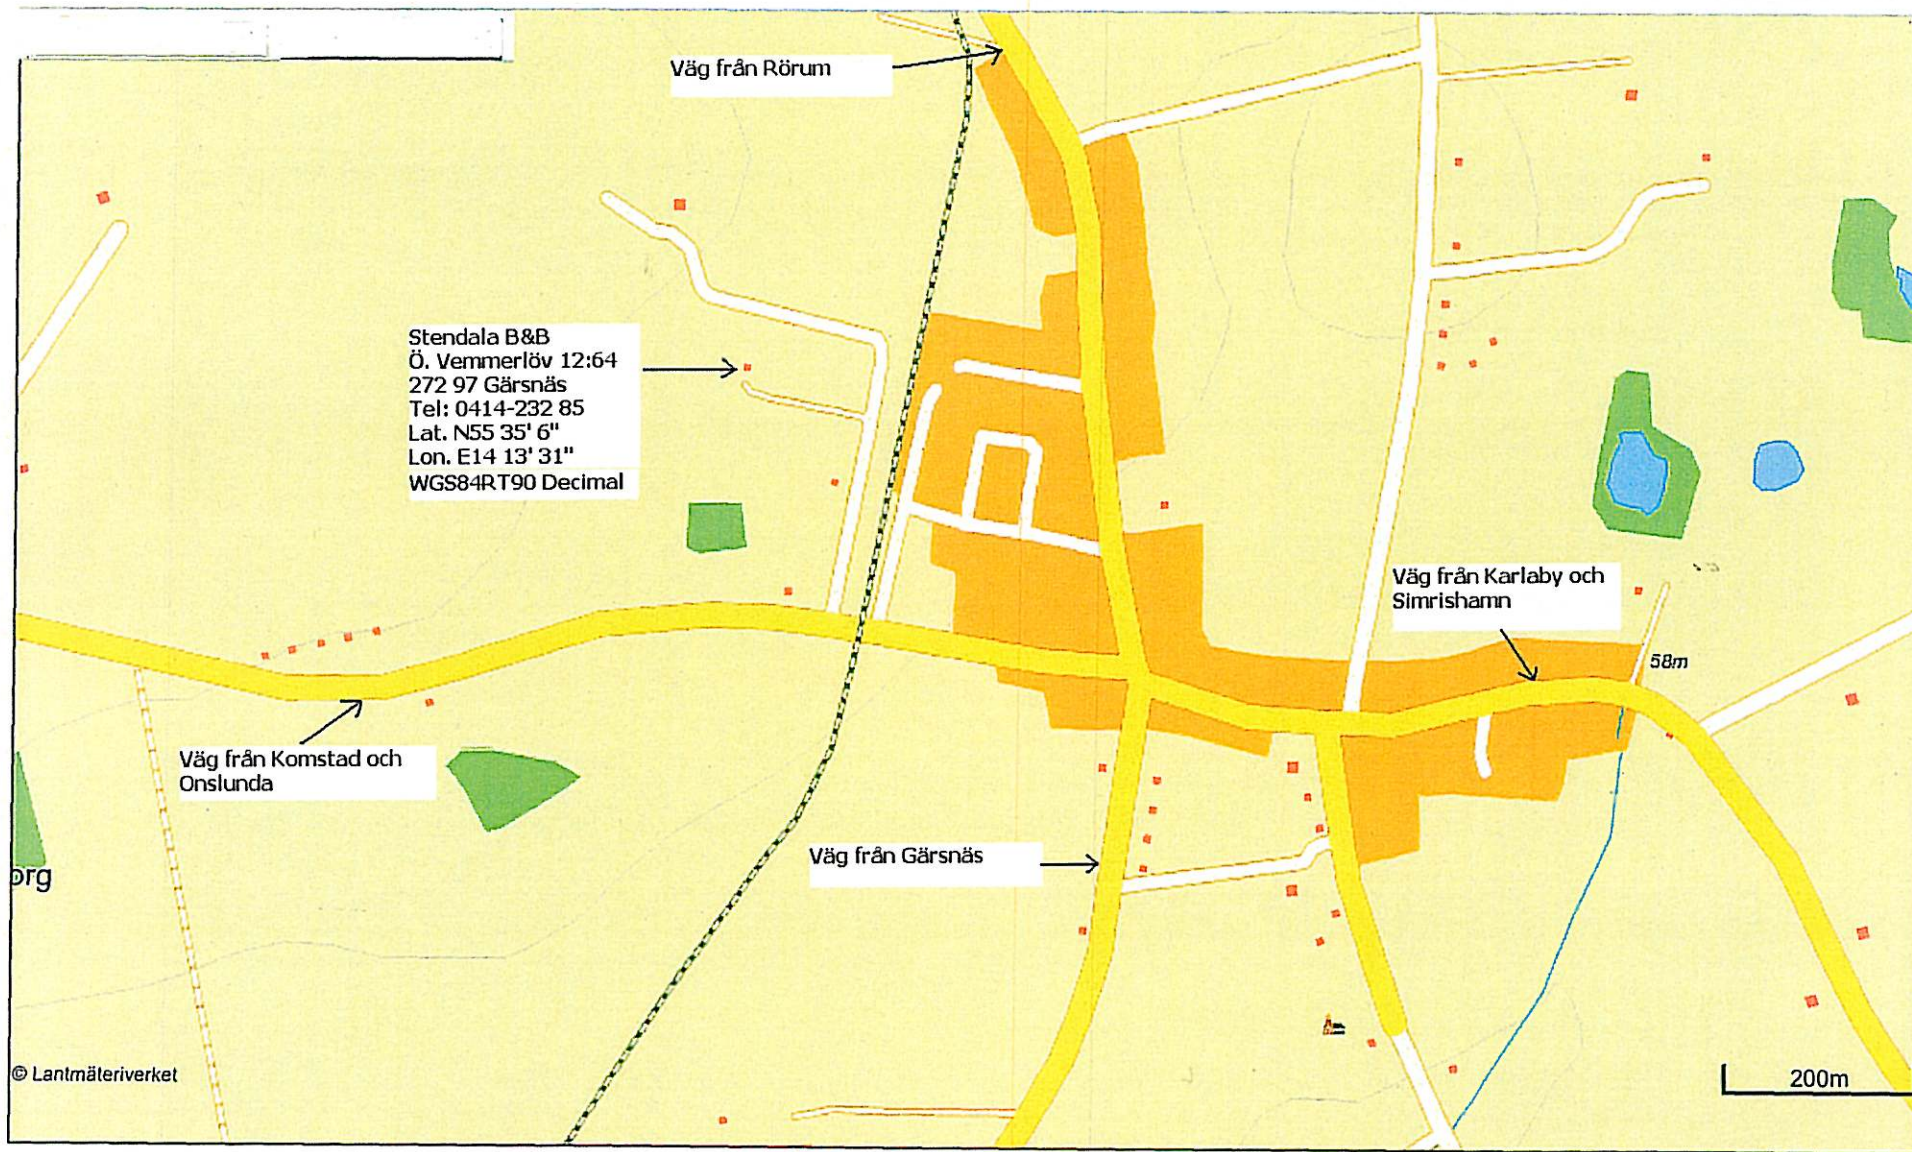 Väg från Rörum
Stendala B&B
Ö. Vemmerlöv 12:64
272 97 Gärsnäs
Tel: 0414-232 85
Lat. N55 35' 6"
Lon. E14 13' 31"
WGS84RT90 Decimal
Väg från Karlaby och
Simrishamn
58m
Väg från Komstad och
Onslunda
Väg från Gärsnäs
org
© Lantmäteriverket
200m